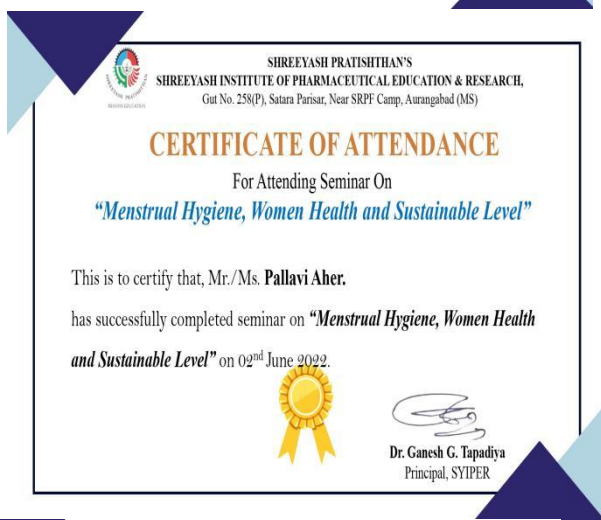 SHREEYASH PRATISHTHAN'S
SHREEYASH INSTITUTE OF PHARMACEUTICAL EDUCATION & RESEARCH,
Gut No. 258(P), Satara Parisar, Near SRPF Camp, Aurangabad (MS)
CERTIFICATE OF ATTENDANCE
For Attending Seminar On
"Menstrual Hygiene, Women Health and Sustainable Level"
This is to certify that, Mr./Ms. Pallavi Aher.
has successfully completed seminar on "Menstrual Hygiene, Women Health
and Sustainable Level" on 02nd June 2022.
Dr. Ganesh G. Tapadiya
Principal, SYIPER